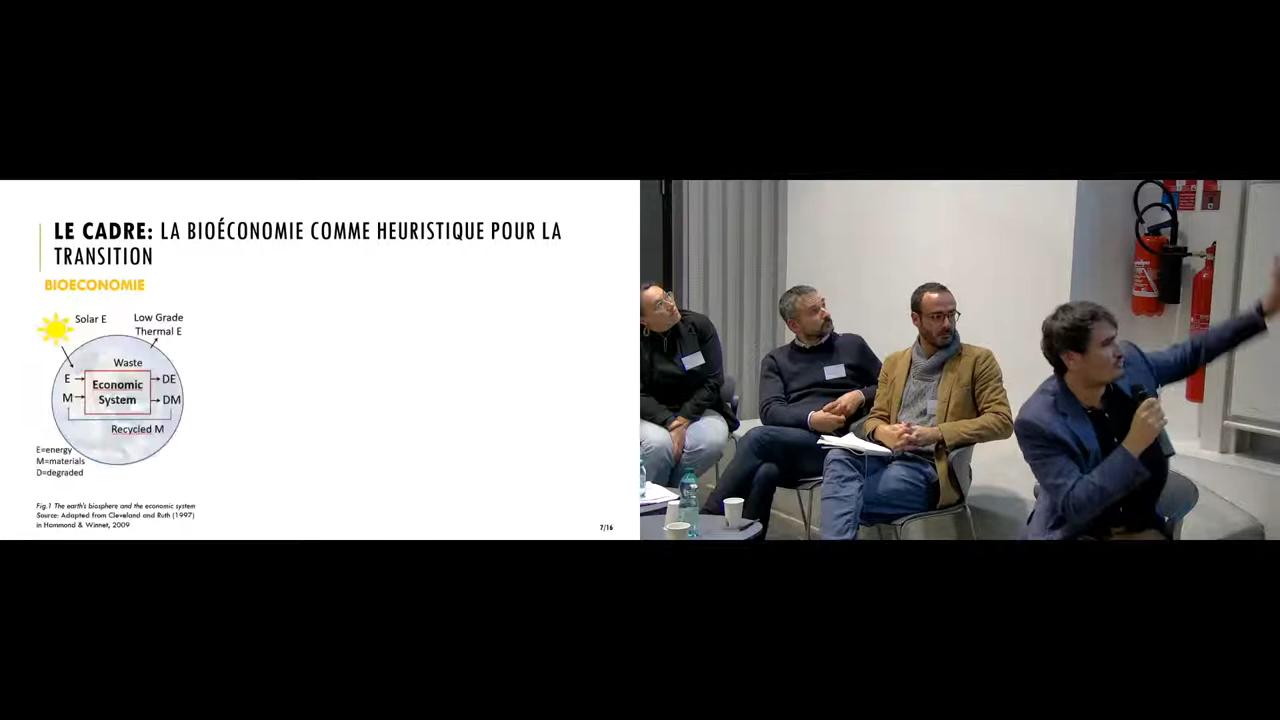 LE CADRE: LA BIOÉCONOMIE COMME HEURISTIQUE POUR LA
TRANSITION
BIOECONOMIE
Solar E
Low Grade
Thermal E
Waste
E
Economic
DE
M
System
DM
Recycled M
E=energy
M=materials
D=degraded
Fig.1 The earth's biosphere and the economic system
Source: Adapted from Cleveland and Ruth (1997)
in Hammond & Winnet, 2009
7/16